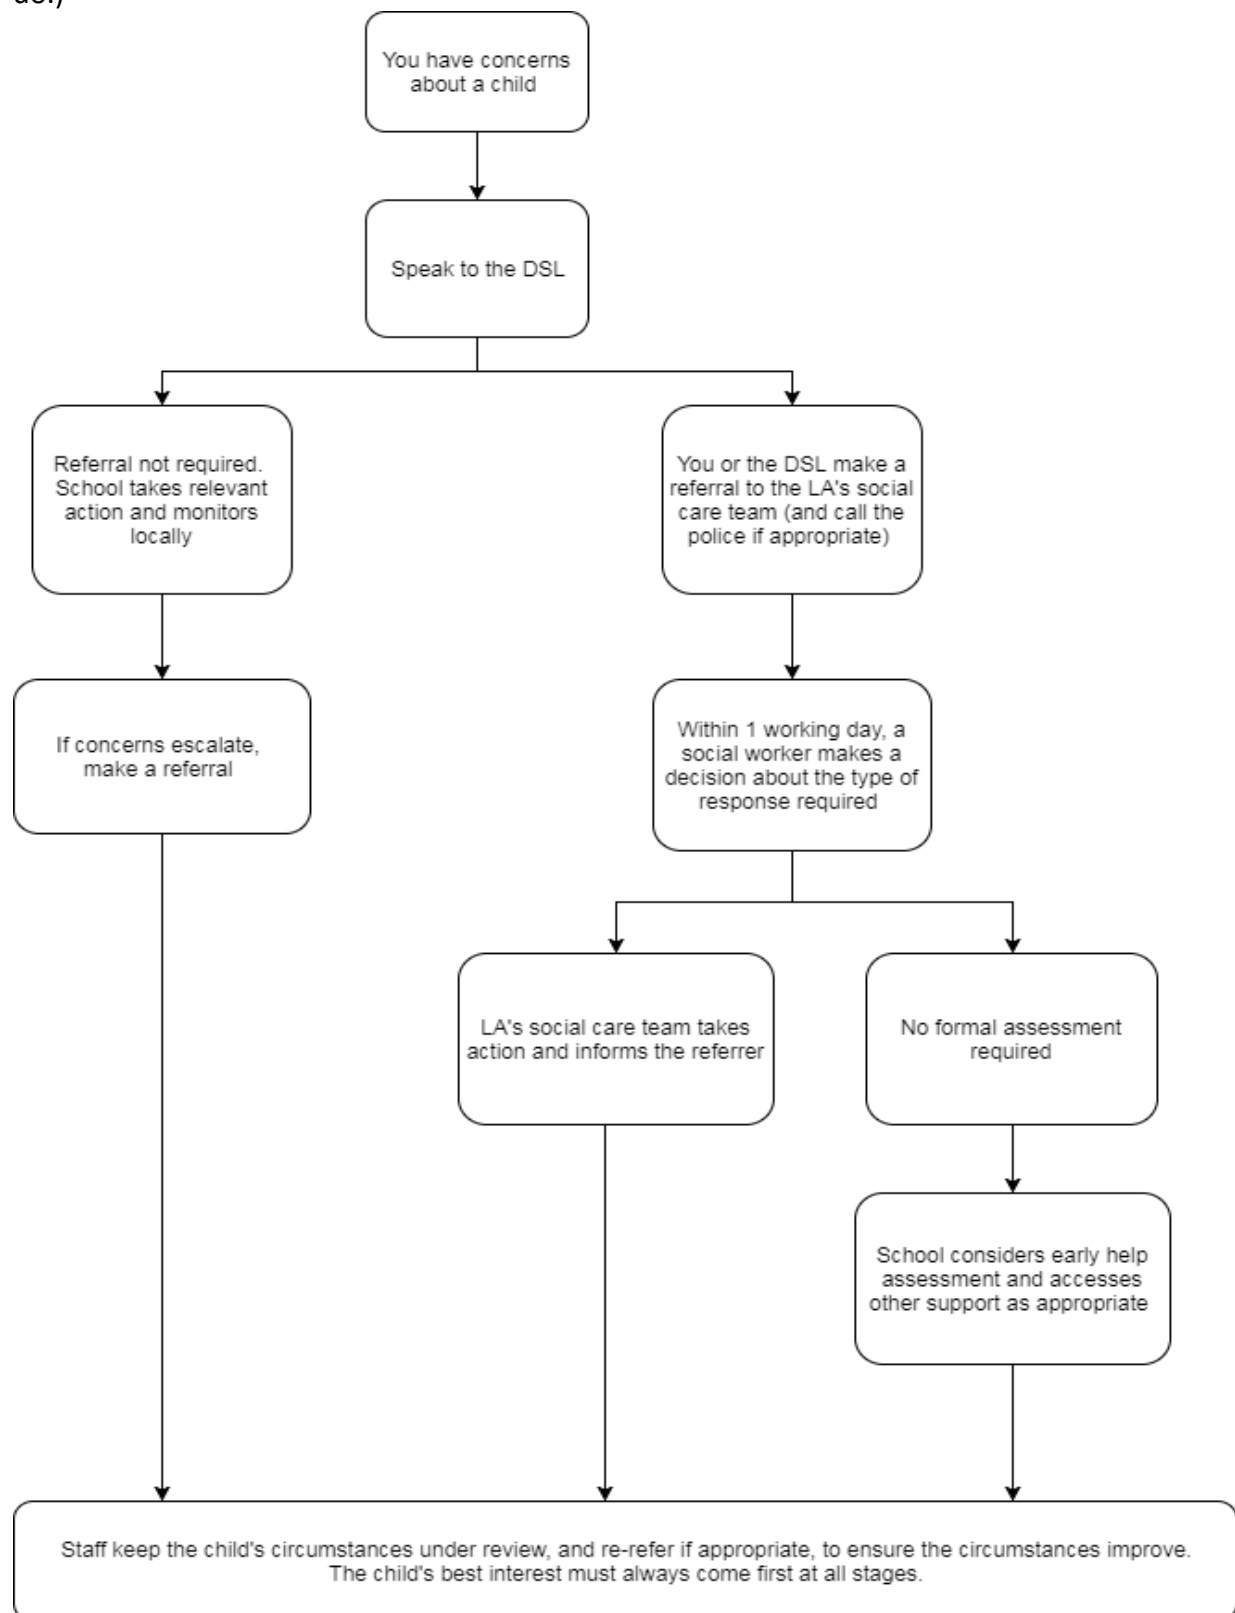 You have concerns
about a child
Speak to the DSL
Referral not required.
School takes relevant
action and monitors
locally
You or the DSL make a
referral to the LA's social
care team (and call the
police if appropriate)
If concerns escalate,
make a referral
Within 1 working day, a
social worker makes a
decision about the type of
response required
LA's social care team takes
action and informs the referrer
No formal assessment
required
School considers early help
assessment and accesses
other support as appropriate
Staff keep the child's circumstances under review, and re-refer if appropriate, to ensure the circumstances improve.
The child's best interest must always come first at all stages.